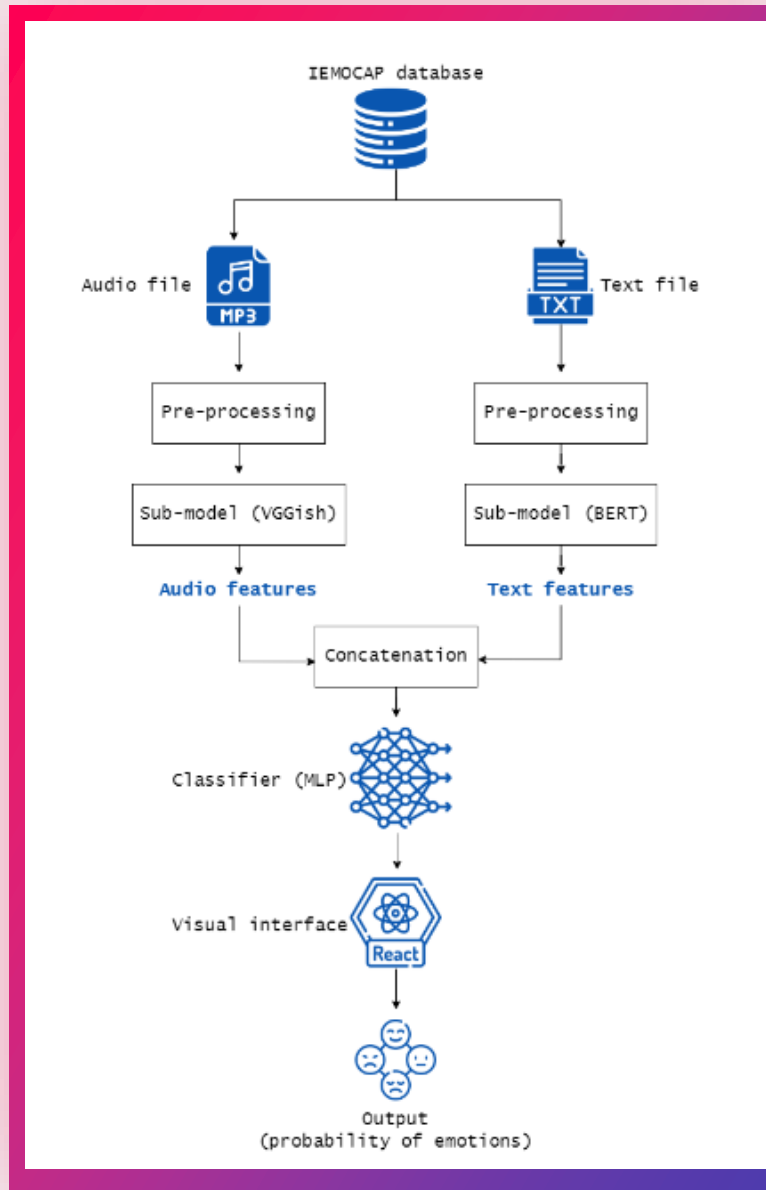 IEMOCAP database
Audio file
MP3
TXT
Text file
Pre-processing
Pre-processing
Sub-model (VGGish)
Sub-model (BERT)
Audio features
Text features
Concatenation
Classifier (MLP)
Visual interface
React
Output
(probability of emotions)